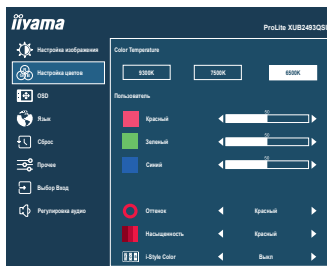 iiyama
ProLite XUB2493QSU
Настройка изображения
Color Temperature
Настройка цветов
9300K
7500K
6500K
OSD
Пользователь
Язык
Красный
50
Сброс
Зеленый
50
Прочее
Синий
50
Выбор Вход
Регулировка аудио
Оттенок
Красный
Насыщенность
Красный
i-Style Color
Выкл